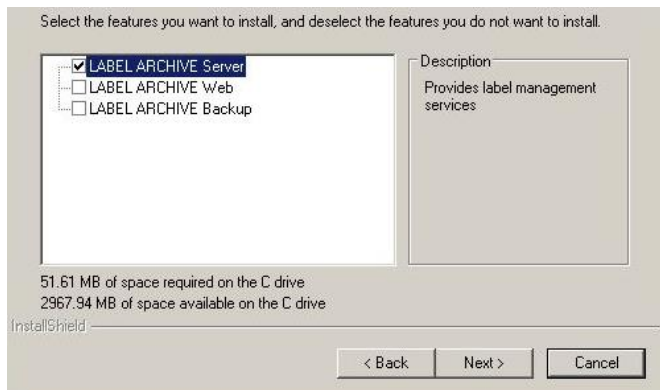 Select the features you want to install, and deselect the features you do not want to install.
LABEL ARCHIVE Server
LABEL ARCHIVE Web
LABEL ARCHIVE Backup
Description
Provides label management
services
51.61 MB of space required on the C drive
2967.94 MB of space available on the C drive
InstallShield
< Back
Next >
Cancel